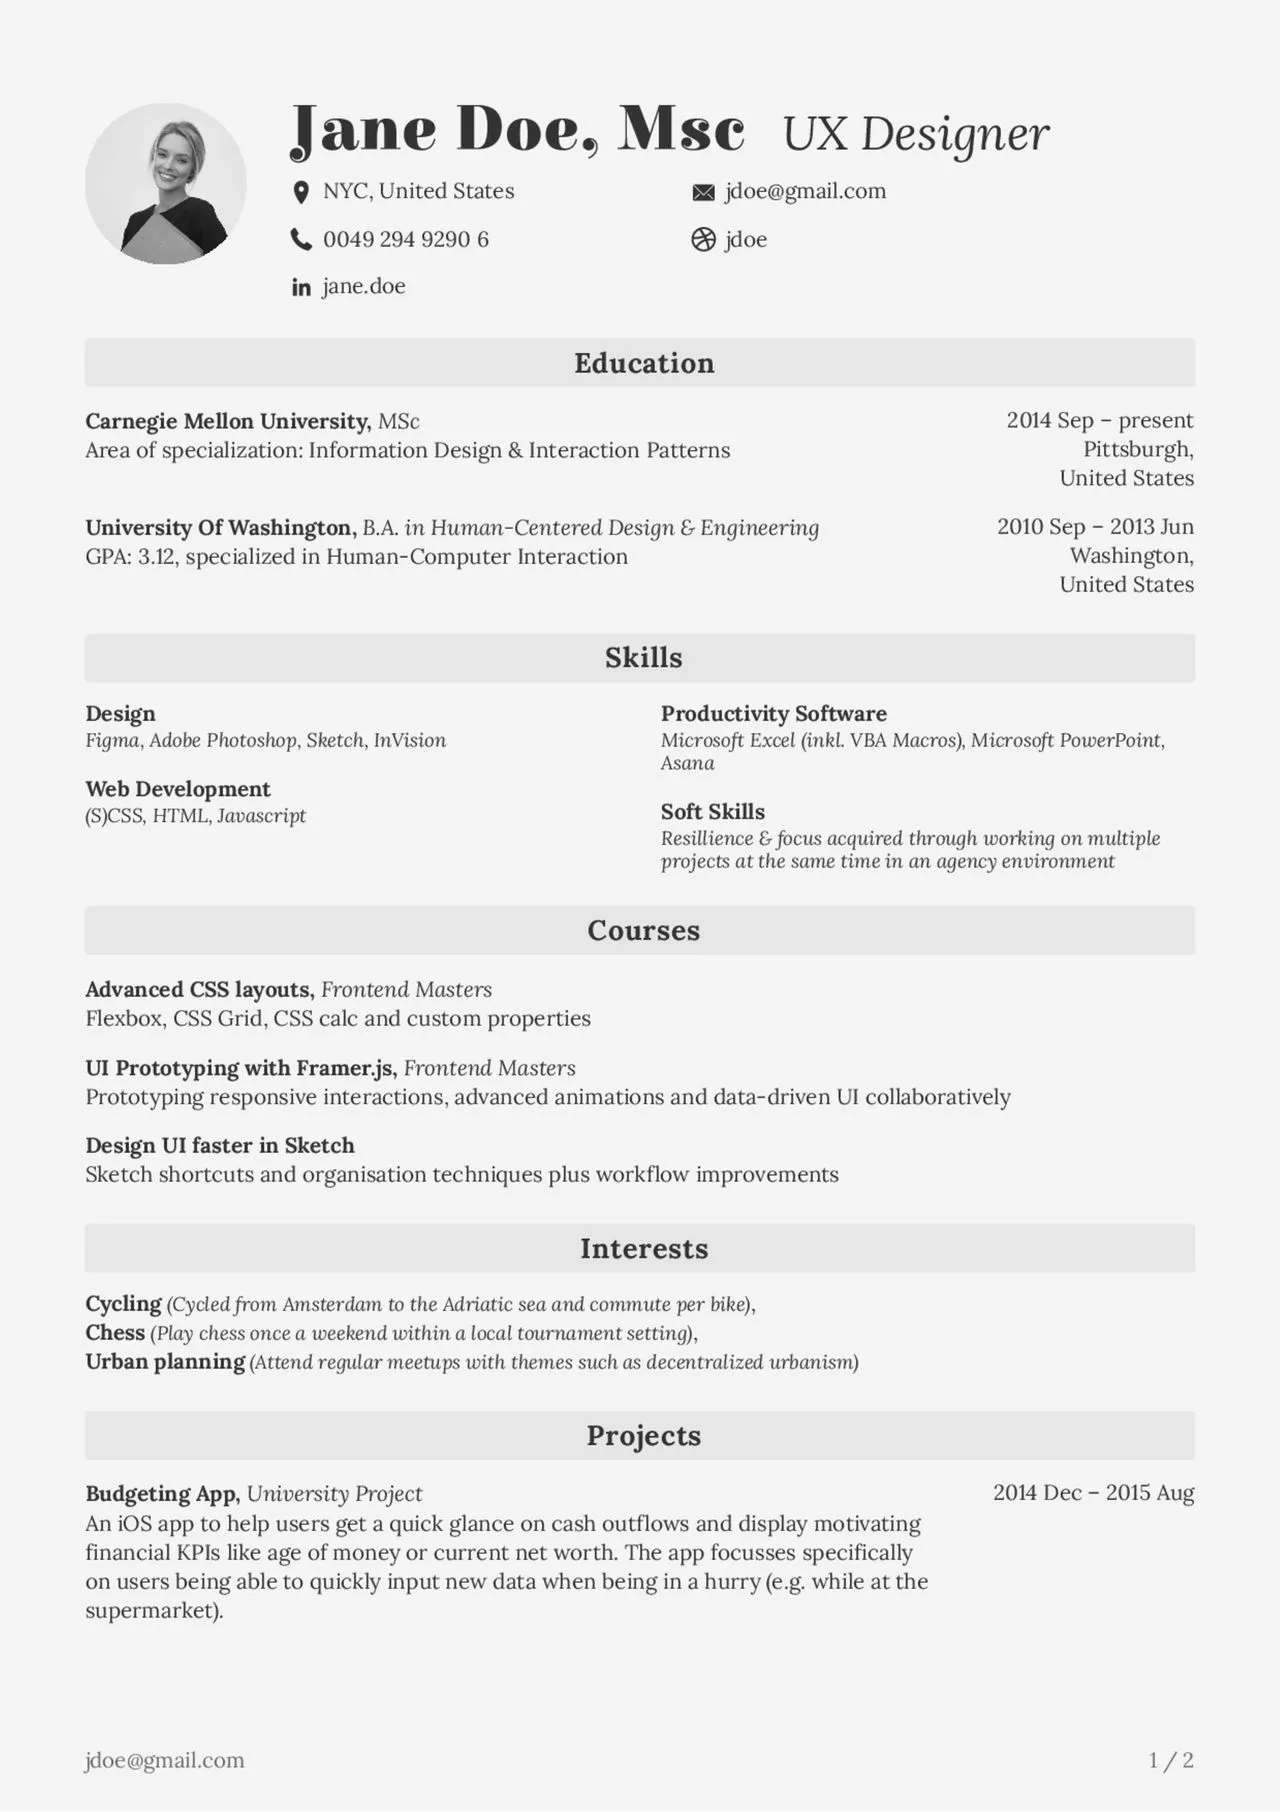 Jane Doe, Msc UX Designer
NYC, United States
jdoe@gmail.com
0049 294 9290 6
jdoe
in jane.doe
Education
Carnegie Mellon University, MSc
2014 Sep – present
Area of specialization: Information Design & Interaction Patterns
Pittsburgh,
United States
University Of Washington, B.A. in Human-Centered Design & Engineering
2010 Sep – 2013 Jun
GPA: 3.12, specialized in Human-Computer Interaction
Washington,
United States
Skills
Design
Figma, Adobe Photoshop, Sketch, InVision
Web Development
(S)CSS, HTML, Javascript
Productivity Software
Microsoft Excel (inkl. VBA Macros), Microsoft PowerPoint,
Asana
Soft Skills
Resillience & focus acquired through working on multiple
projects at the same time in an agency environment
Courses
Advanced CSS layouts, Frontend Masters
Flexbox, CSS Grid, CSS calc and custom properties
UI Prototyping with Framer.js, Frontend Masters
Prototyping responsive interactions, advanced animations and data-driven UI collaboratively
Design UI faster in Sketch
Sketch shortcuts and organisation techniques plus workflow improvements
Interests
Cycling (Cycled from Amsterdam to the Adriatic sea and commute per bike),
Chess (Play chess once a weekend within a local tournament setting),
Urban planning (Attend regular meetups with themes such as decentralized urbanism)
Projects
Budgeting App, University Project
2014 Dec – 2015 Aug
An iOS app to help users get a quick glance on cash outflows and display motivating
financial KPIs like age of money or current net worth. The app focusses specifically
on users being able to quickly input new data when being in a hurry (e.g. while at the
supermarket).
jdoe@gmail.com
1 / 2